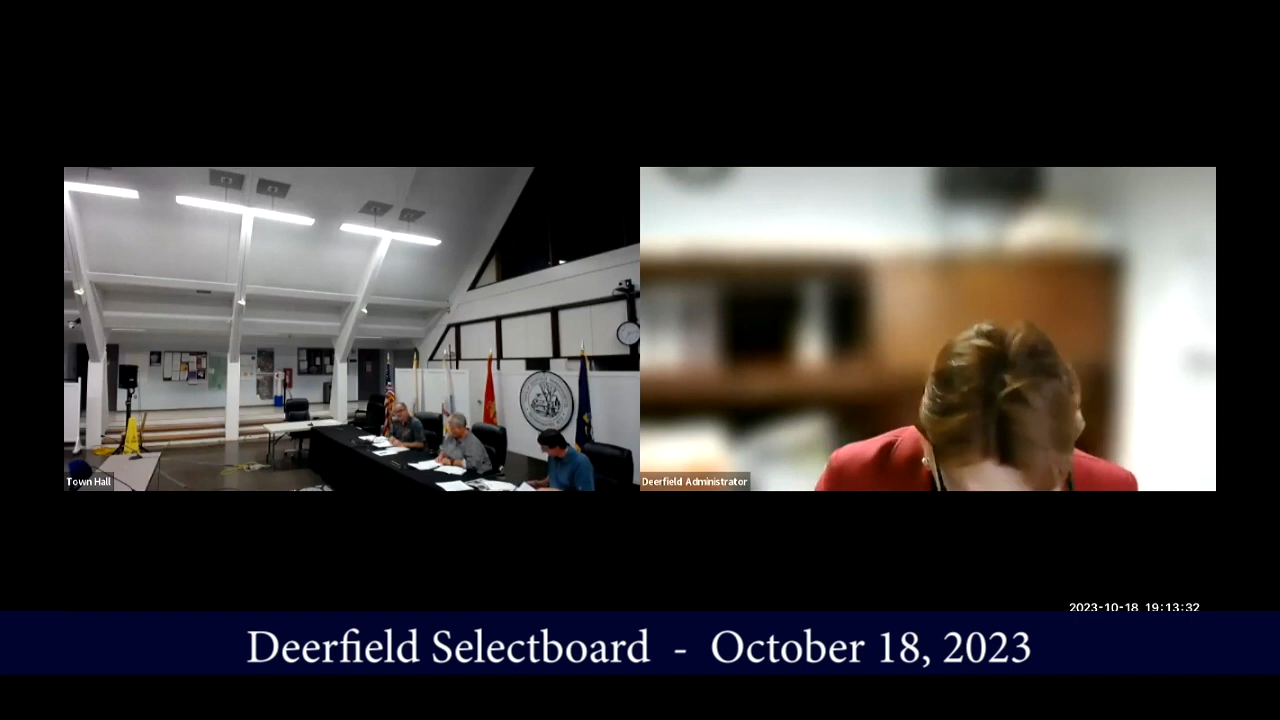 Town Hall
Deerfield Administrator
2023-10-18 19:13:32
Deerfield Selectboard - October 18, 2023